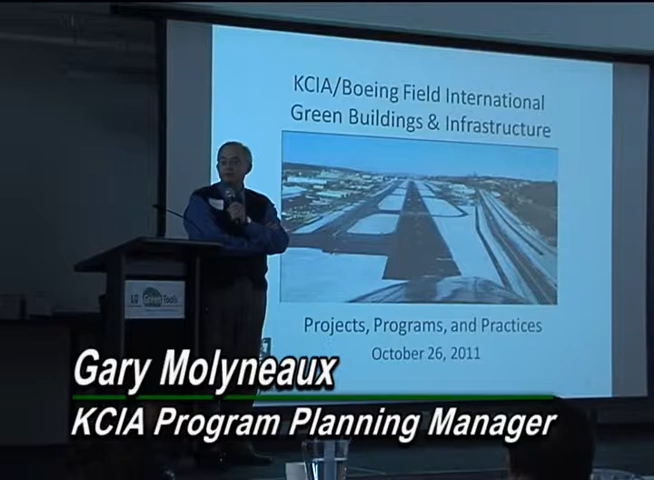 KCIA/Boeing Field International
Green Buildings & Infrastructure
Projects, Programs, and Practices
October 26, 2011
GreenTools
Gary Molyneaux
KCIA Program Planning Manager